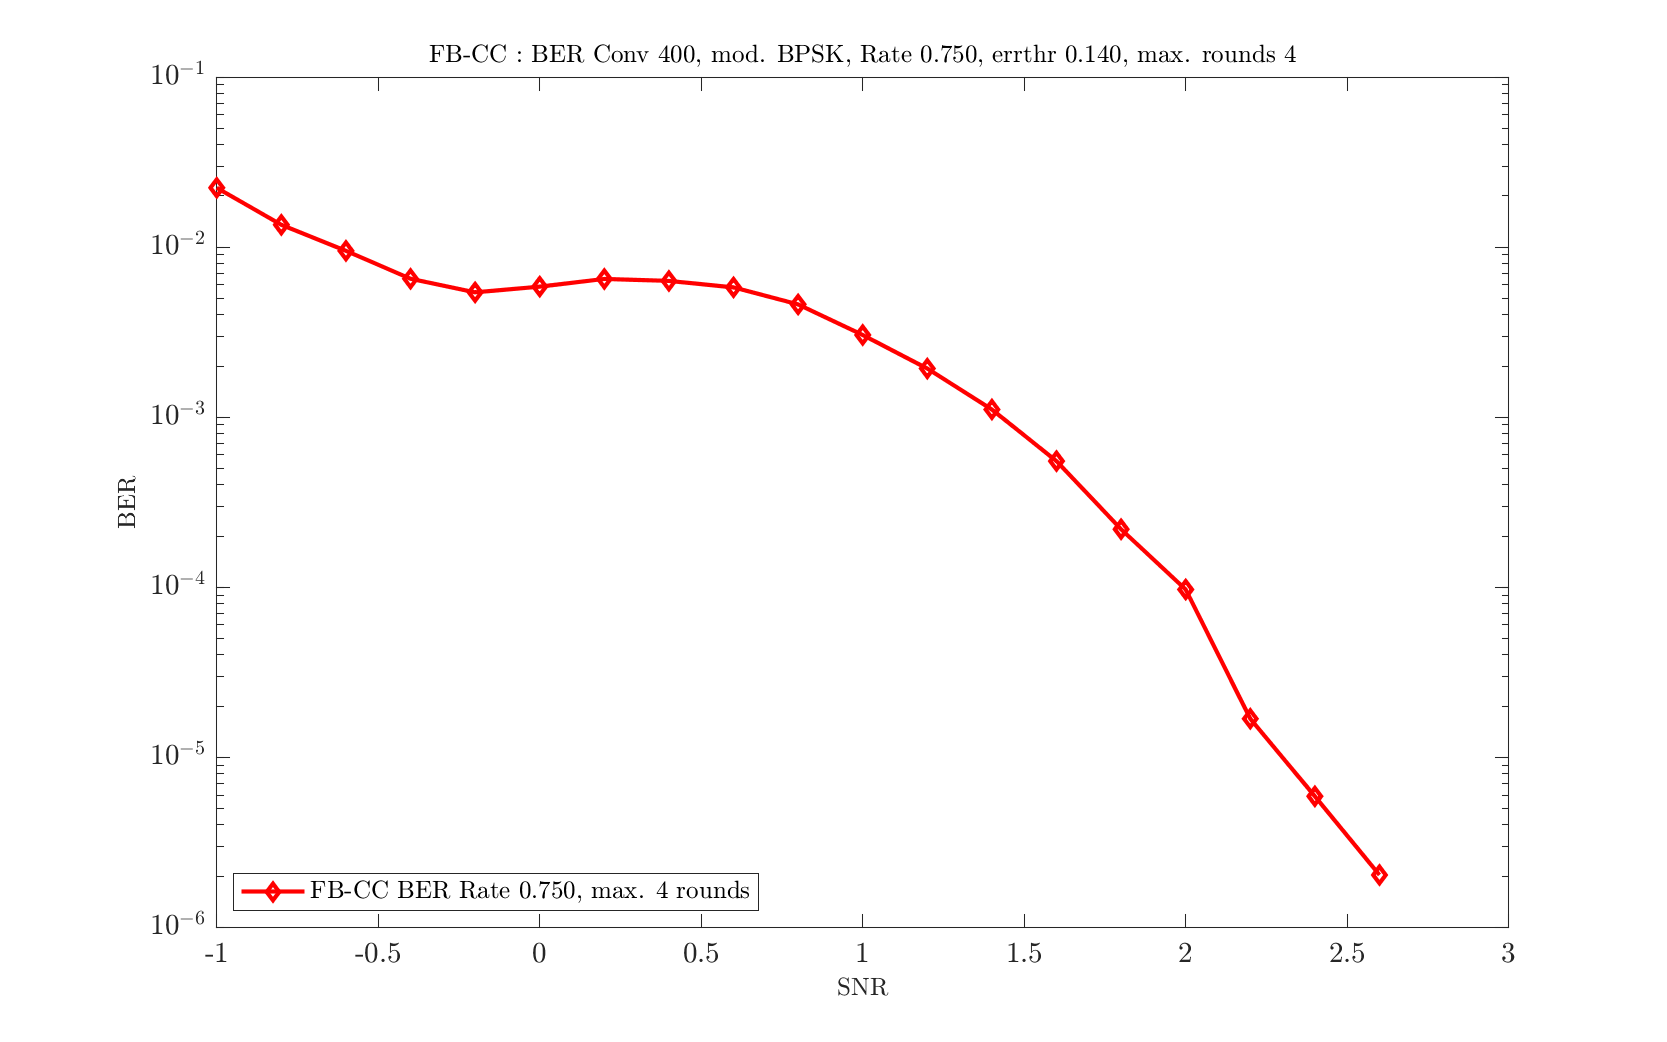 FB-CC : BER Conv 400, mod. BPSK, Rate 0.750, errthr 0.140, max. rounds 4
10⁻¹
10⁻²
10⁻³
10⁻⁴
10⁻⁵
10⁻⁶
BER
FB-CC BER Rate 0.750, max. 4 rounds
-1 -0.5 0 0.5 1 1.5 2 2.5 3
SNR